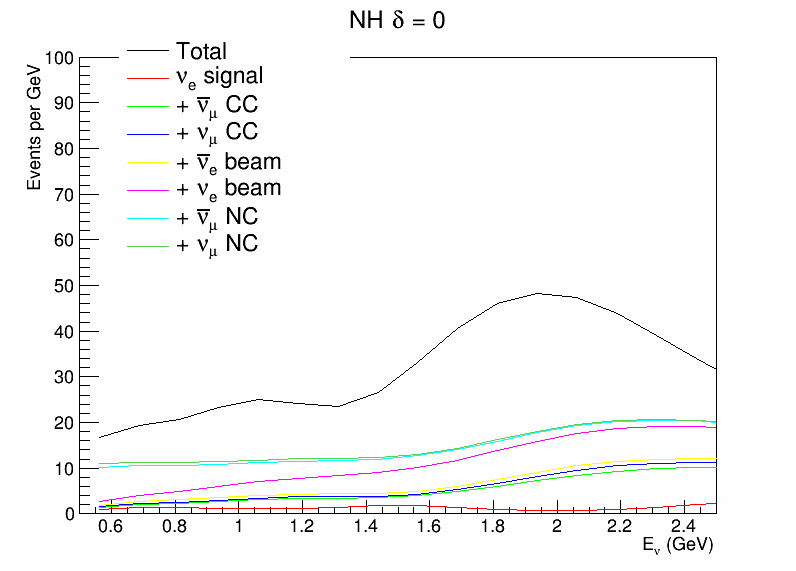 NH δ = 0
Total
νe signal
+ ν̅μ CC
+ νμ CC
+ ν̅e beam
+ νe beam
+ ν̅μ NC
+ νμ NC
Events per GeV
100
90
80
70
60
50
40
30
20
10
0
0.6 0.8 1 1.2 1.4 1.6 1.8 2 2.2 2.4
Eν (GeV)